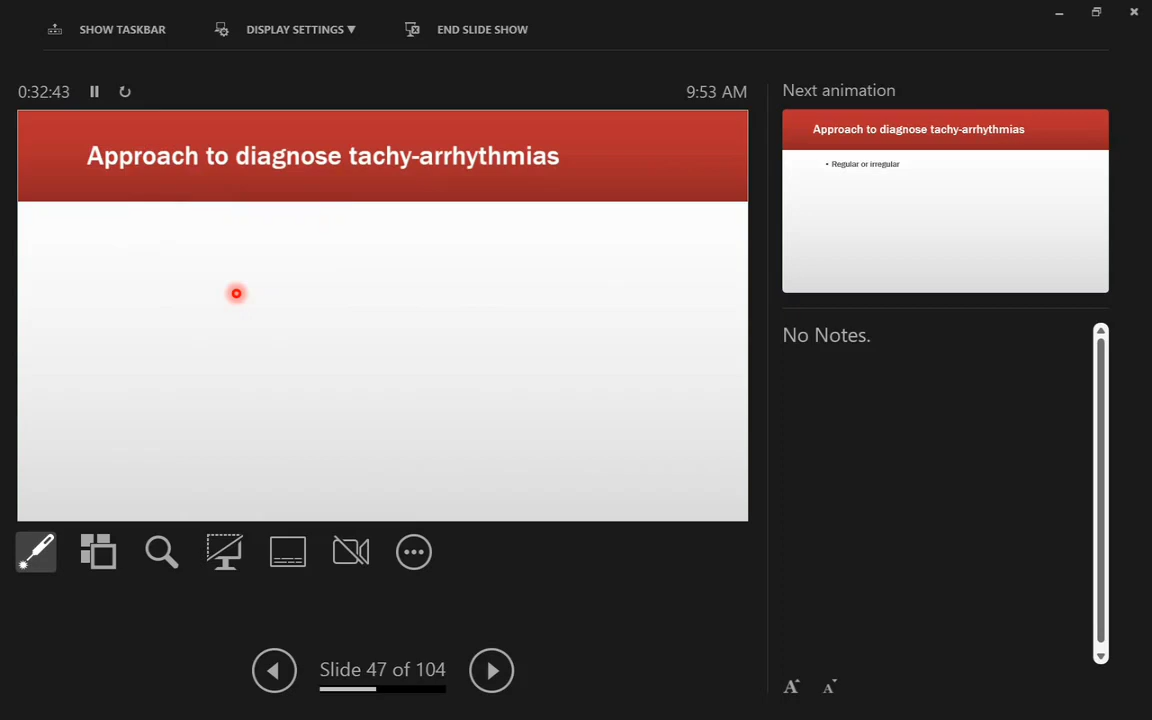 SHOW TASKBAR
DISPLAY SETTINGS ▼
END SLIDE SHOW
0:32:43
9:53 AM
Approach to diagnose tachy-arrhythmias
Next animation
Approach to diagnose tachy-arrhythmias
• Regular or irregular
No Notes.
Slide 47 of 104
A
A